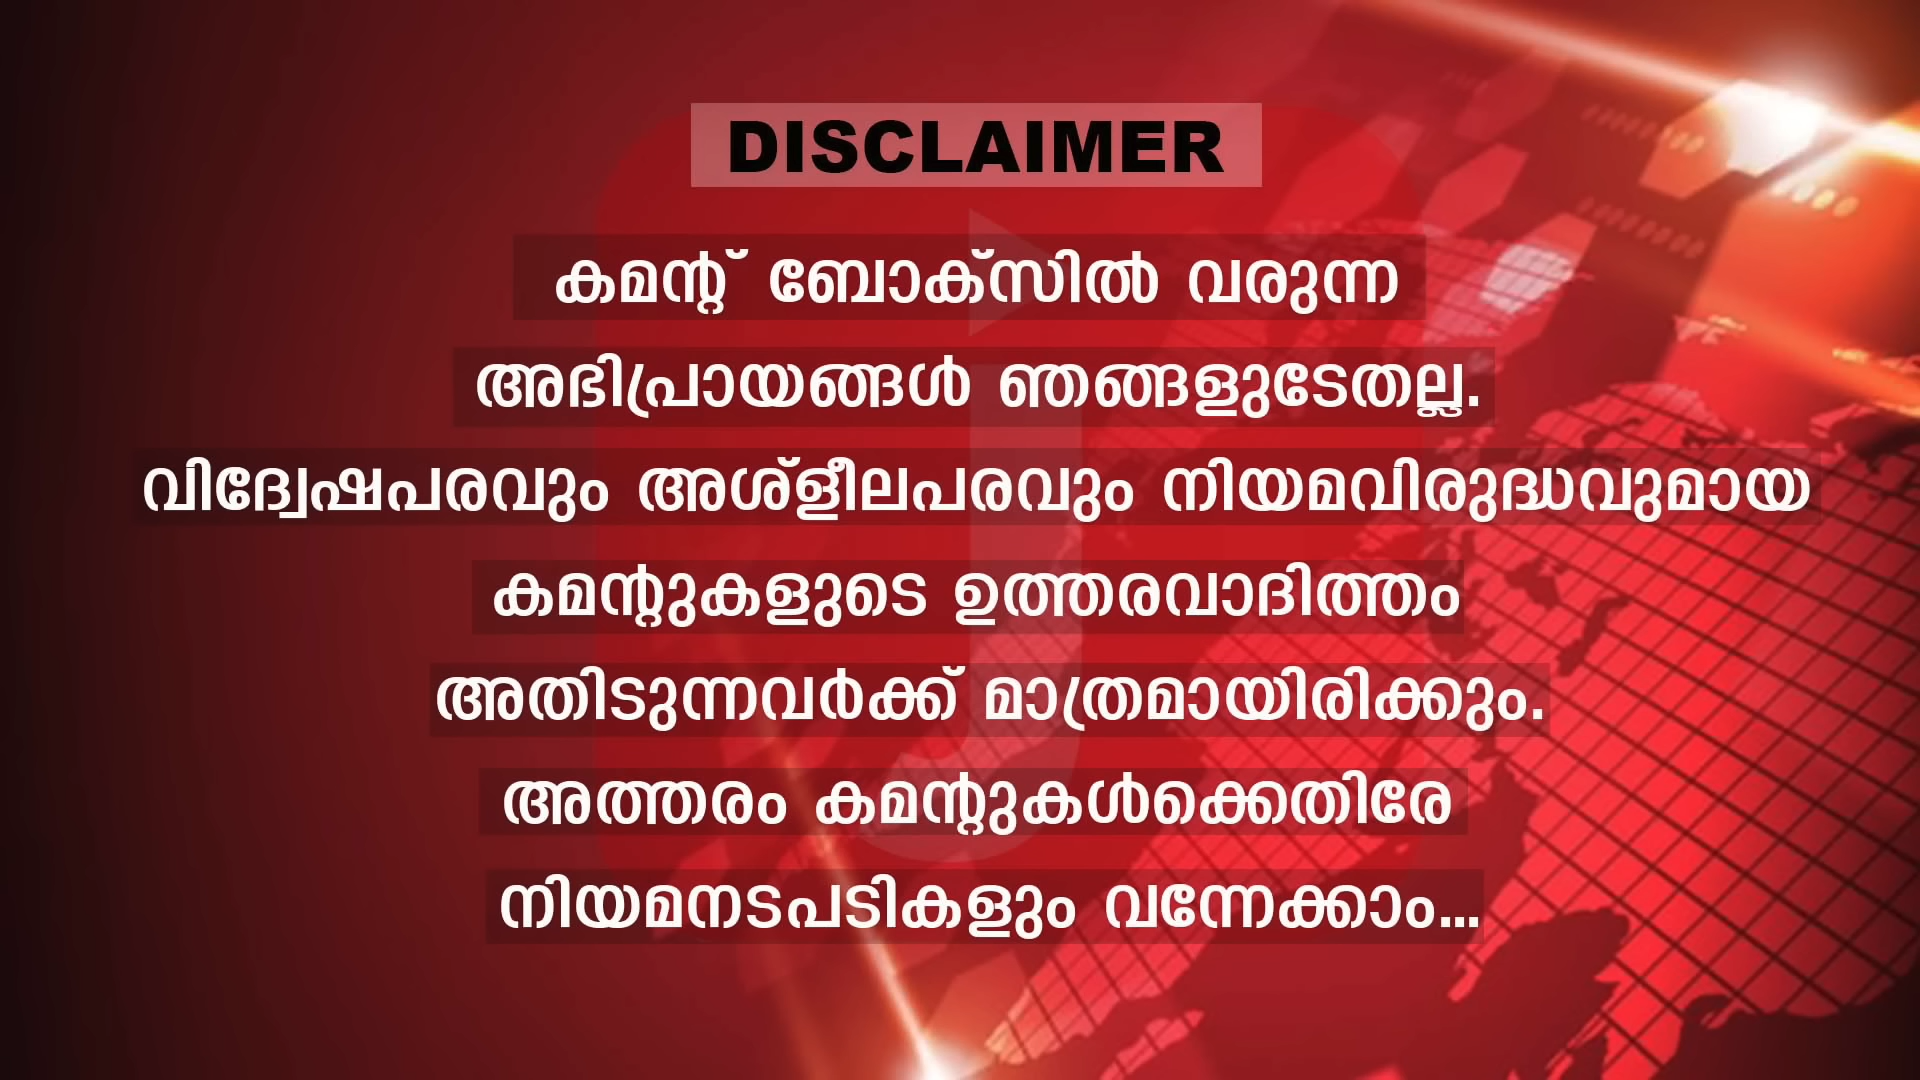 DISCLAIMER
കമന്റ് ബോക്സിൽ വരുന്ന
അഭിപ്രായങ്ങൾ ഞങ്ങളുടേതല്ല.
വിദ്വേഷപരവും അശ്ളീലപരവും നിയമവിരുദ്ധവുമായ
കമന്റുകളുടെ ഉത്തരവാദിത്തം
അതിടുന്നവർക്ക് മാത്രമായിരിക്കും.
അത്തരം കമന്റുകൾക്കെതിരേ
നിയമനടപടികളും വന്നേക്കാം...